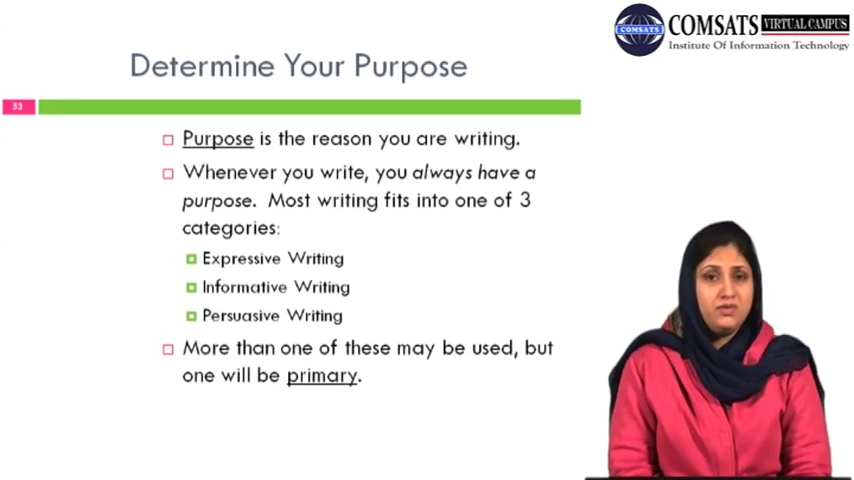 COMSATS VIRTUAL CAMPUS
COMSATS
Institute Of Information Technology
Determine Your Purpose
53
Purpose is the reason you are writing.
Whenever you write, you always have a
purpose. Most writing fits into one of 3
categories:
Expressive Writing
Informative Writing
Persuasive Writing
More than one of these may be used, but
one will be primary.